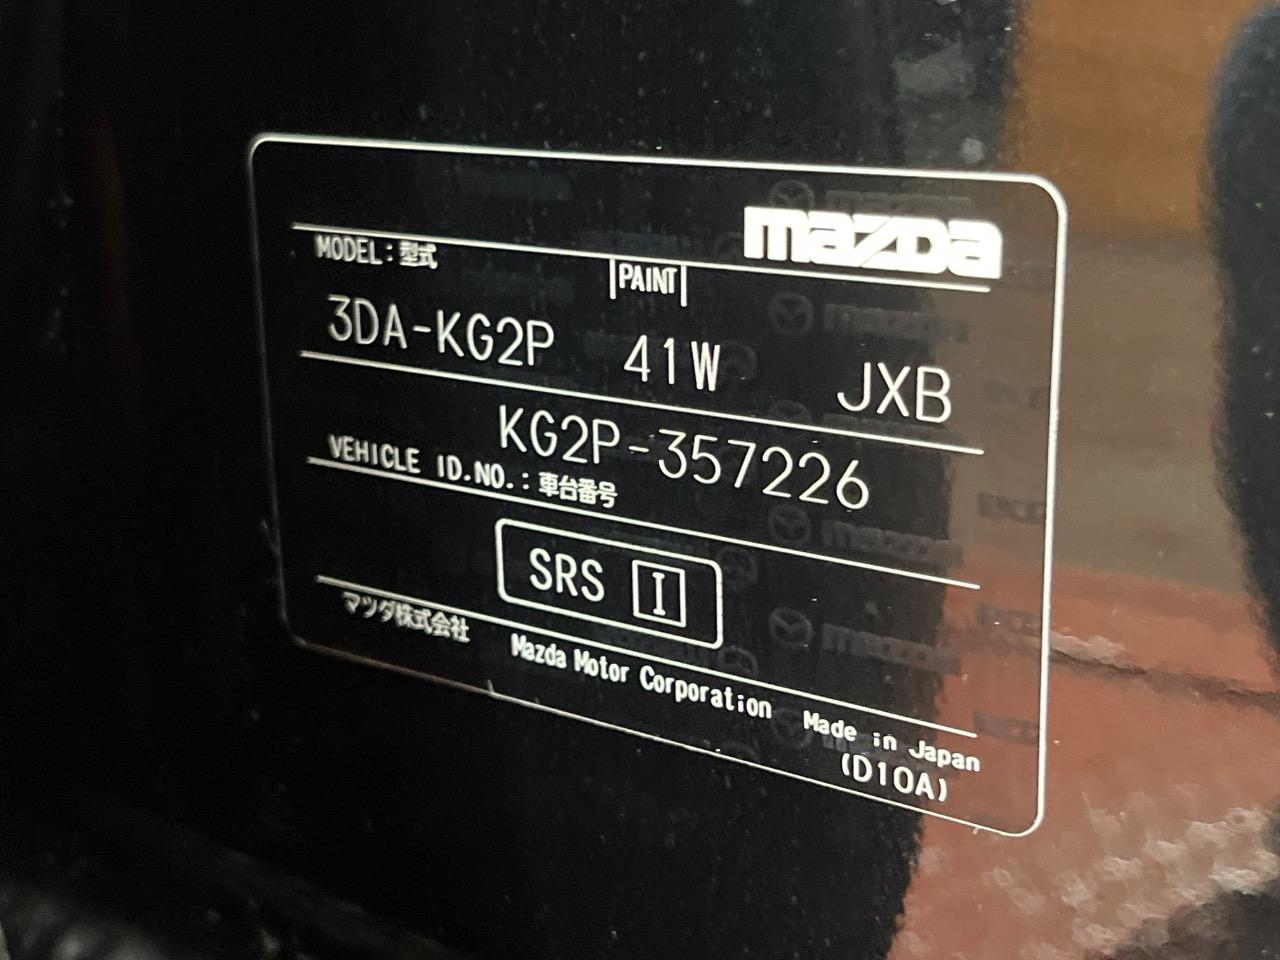 mazda
MODEL：型式
PAINT
3DA-KG2P 41W JXB
KG2P-357226
VEHICLE ID.NO.：車台番号
SRS I
マツダ株式会社 Mazda Motor Corporation Made in Japan
(D10A)